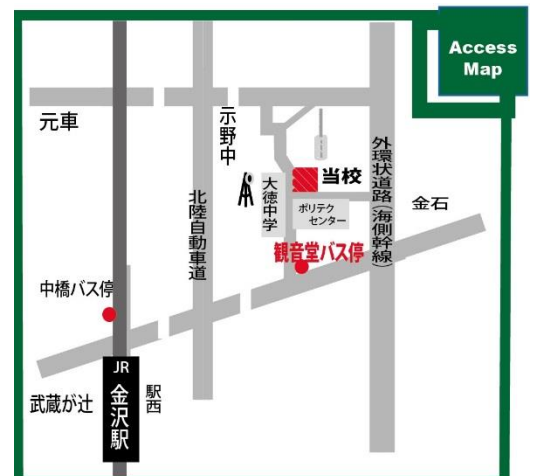 Access
Map
元車
示野中
当校
大徳中学
ポリテク
センター
北陸自動車道
外環状道路(海側幹線)
金石
観音堂バス停
中橋バス停
JR
金沢駅
駅西
武蔵が辻